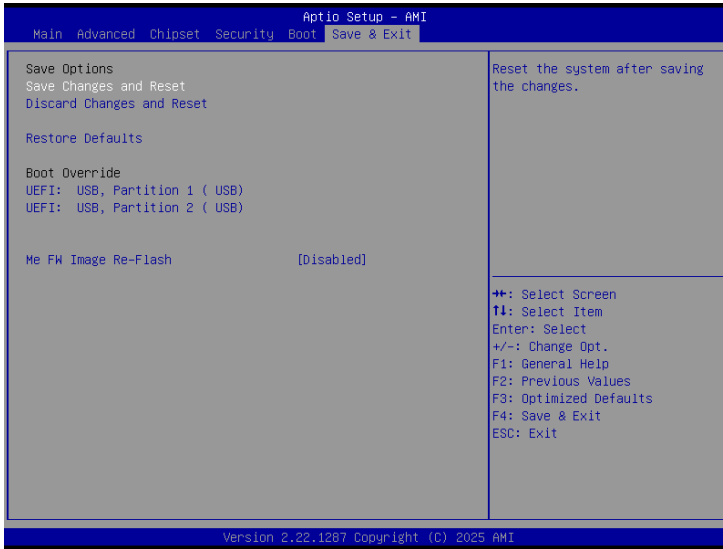 Aptio Setup – AMI
Main Advanced Chipset Security Boot Save & Exit
Save Options
Save Changes and Reset
Discard Changes and Reset
Restore Defaults
Boot Override
UEFI: USB, Partition 1 ( USB)
UEFI: USB, Partition 2 ( USB)
Me FW Image Re–Flash [Disabled]
Reset the system after saving
the changes.
→←: Select Screen
↑↓: Select Item
Enter: Select
+/–: Change Opt.
F1: General Help
F2: Previous Values
F3: Optimized Defaults
F4: Save & Exit
ESC: Exit
Version 2.22.1287 Copyright (C) 2025 AMI